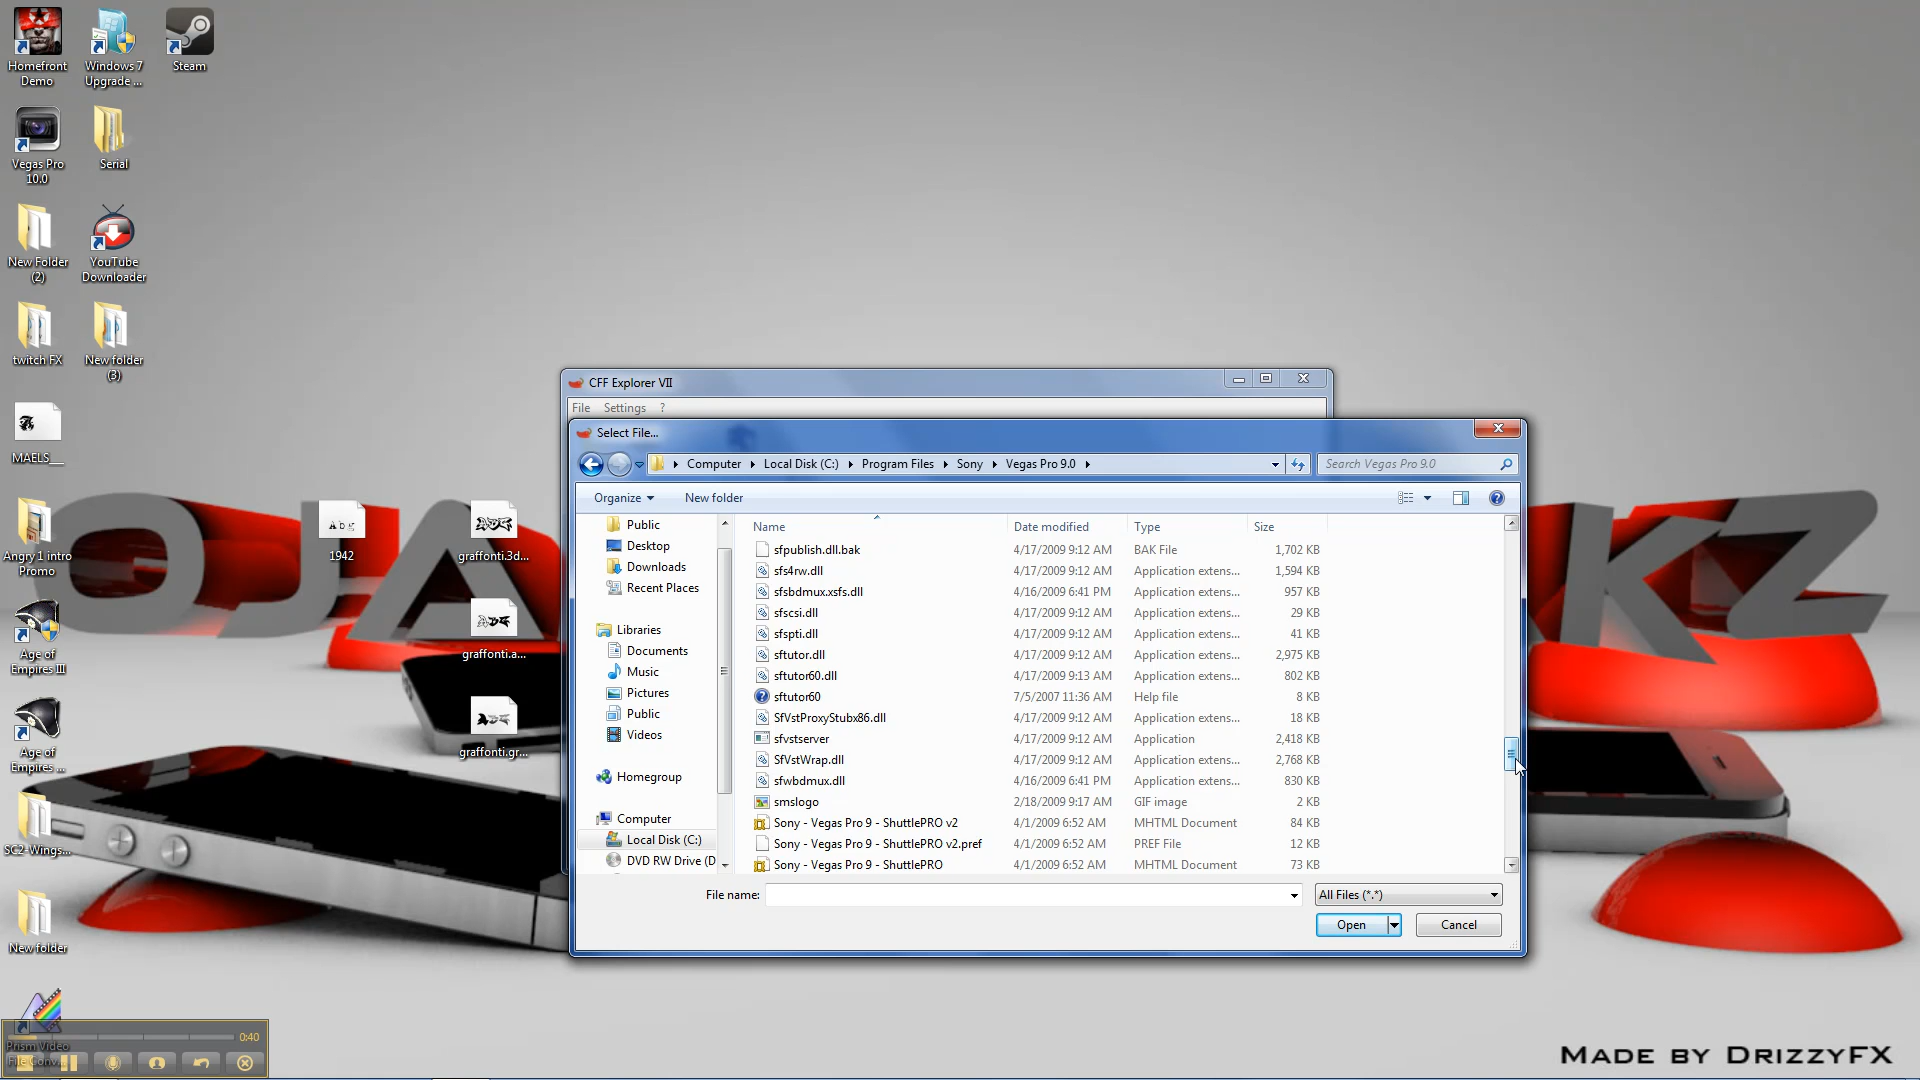 Homefront Demo
Windows 7 Upgrade ...
Steam
Vegas Pro 10.0
Serial
New Folder (2)
YouTube Downloader
twitch FX
New folder (3)
MAELS___
Angry 1 intro Promo
1942
graffonti.3d...
graffonti.a...
graffonti.gr...
Age of Empires III
Age of Empires ...
SC2-Wings...
New folder
Prism Video File Conv...
0:40
CFF Explorer VII
File Settings ?
Select File...
Computer Local Disk (C:) Program Files Sony Vegas Pro 9.0
Search Vegas Pro 9.0
Organize New folder
Public
Desktop
Downloads
Recent Places
Libraries
Documents
Music
Pictures
Public
Videos
Homegroup
Computer
Local Disk (C:)
DVD RW Drive (D
Name Date modified Type Size
sfpublish.dll.bak 4/17/2009 9:12 AM BAK File 1,702 KB
sfs4rw.dll 4/17/2009 9:12 AM Application extens... 1,594 KB
sfsbdmux.xsfs.dll 4/16/2009 6:41 PM Application extens... 957 KB
sfscsi.dll 4/17/2009 9:12 AM Application extens... 29 KB
sfspti.dll 4/17/2009 9:12 AM Application extens... 41 KB
sftutor.dll 4/17/2009 9:12 AM Application extens... 2,975 KB
sftutor60.dll 4/17/2009 9:13 AM Application extens... 802 KB
sftutor60 7/5/2007 11:36 AM Help file 8 KB
SfVstProxyStubx86.dll 4/17/2009 9:12 AM Application extens... 18 KB
sfvstserver 4/17/2009 9:12 AM Application 2,418 KB
SfVstWrap.dll 4/17/2009 9:12 AM Application extens... 2,768 KB
sfwbdmux.dll 4/16/2009 6:41 PM Application extens... 830 KB
smslogo 2/18/2009 9:17 AM GIF image 2 KB
Sony - Vegas Pro 9 - ShuttlePRO v2 4/1/2009 6:52 AM MHTML Document 84 KB
Sony - Vegas Pro 9 - ShuttlePRO v2.pref 4/1/2009 6:52 AM PREF File 12 KB
Sony - Vegas Pro 9 - ShuttlePRO 4/1/2009 6:52 AM MHTML Document 73 KB
File name:
All Files (*.*)
Open Cancel
MADE BY DRIZZYFX